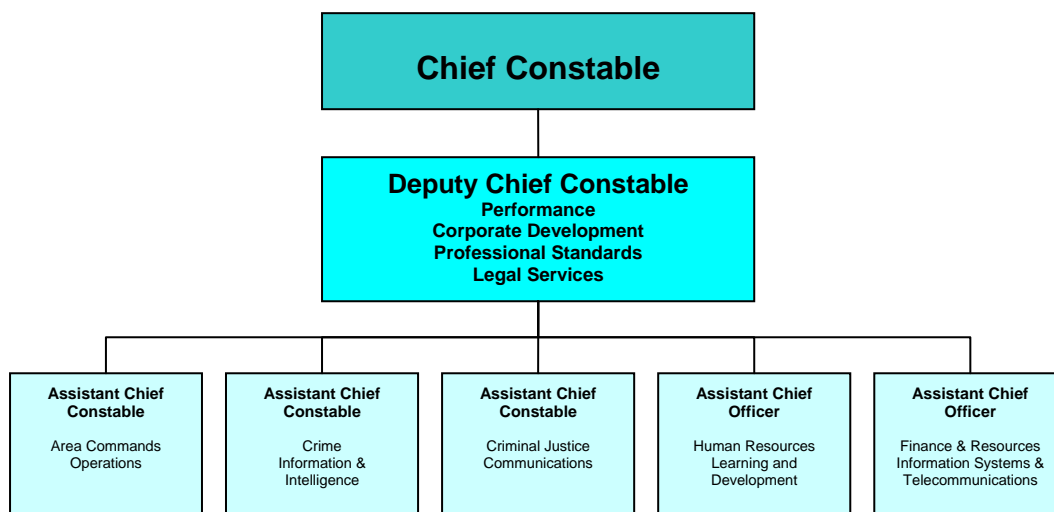 Chief Constable
Deputy Chief Constable
Performance
Corporate Development
Professional Standards
Legal Services
Assistant Chief
Constable
Area Commands
Operations
Assistant Chief
Constable
Crime
Information &
Intelligence
Assistant Chief
Constable
Criminal Justice
Communications
Assistant Chief
Officer
Human Resources
Learning and
Development
Assistant Chief
Officer
Finance & Resources
Information Systems &
Telecommunications